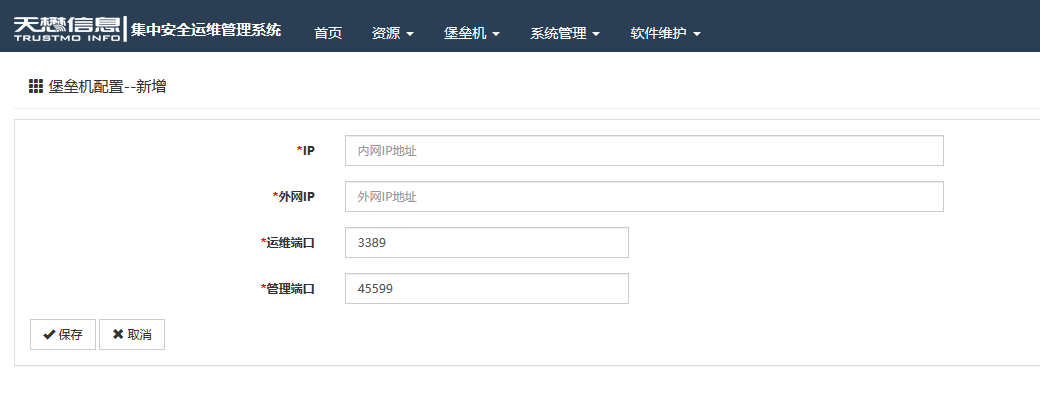 天懋信息 集中安全运维管理系统 首页 资源 堡垒机 系统管理 软件维护
TRUSTMO INFO
堡垒机配置--新增
*IP 内网IP地址
*外网IP 外网IP地址
*运维端口 3389
*管理端口 45599
保存 取消